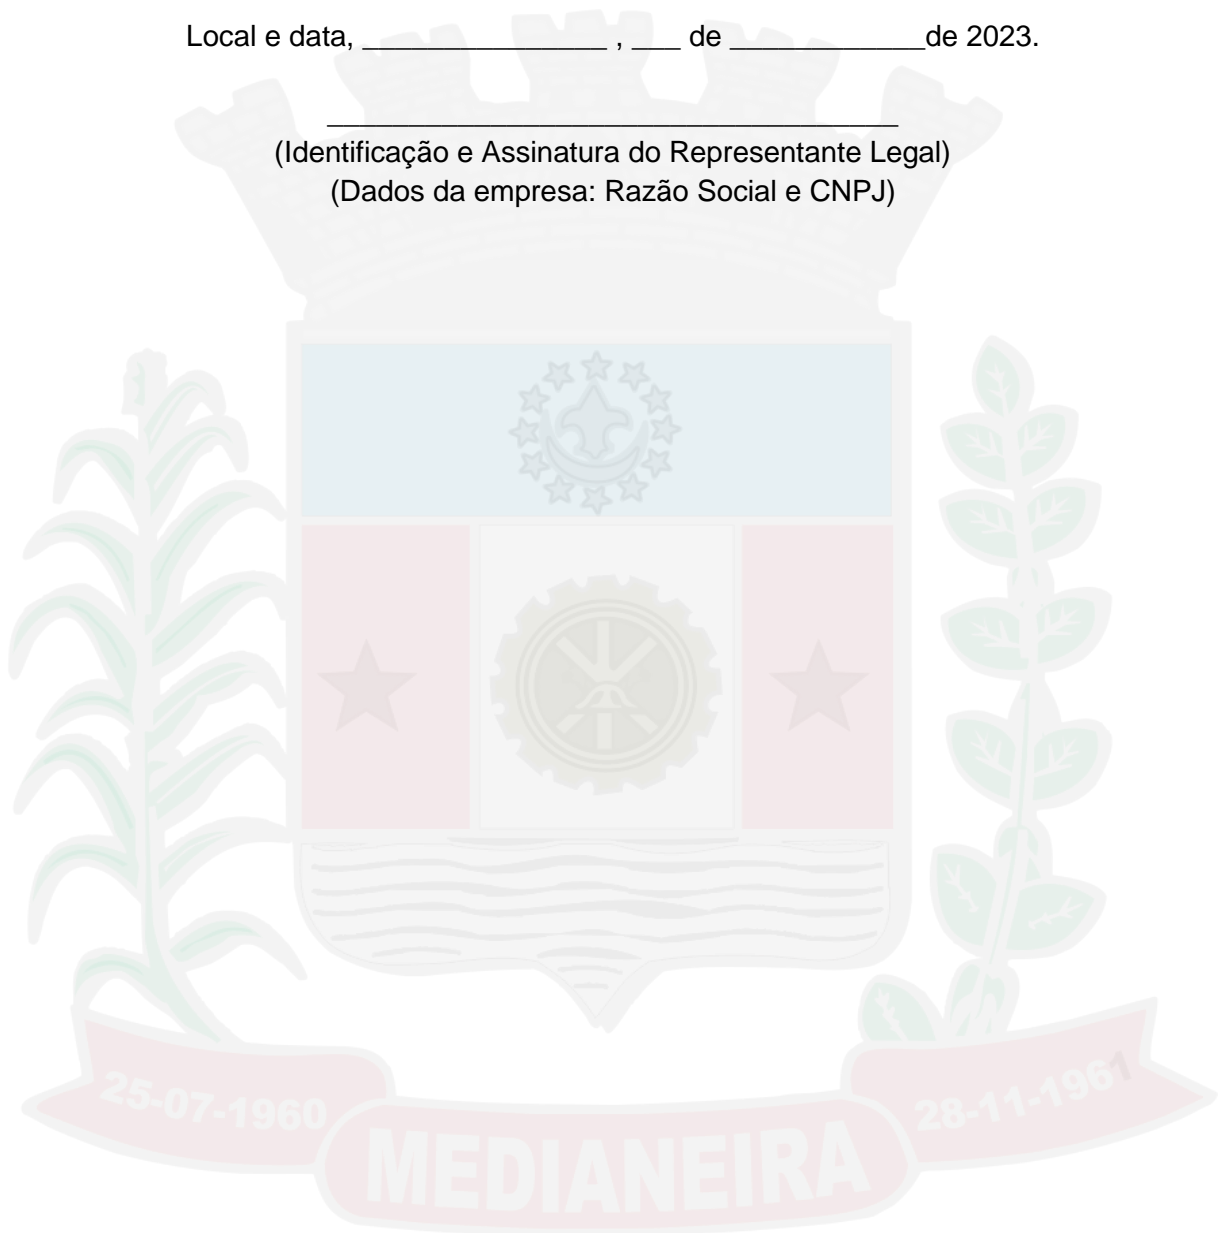 Local e data, _______________ , ___ de ____________de 2023.
___________________________________
(Identificação e Assinatura do Representante Legal)
(Dados da empresa: Razão Social e CNPJ)
25-07-1960
28-11-1961
MEDIANEIRA